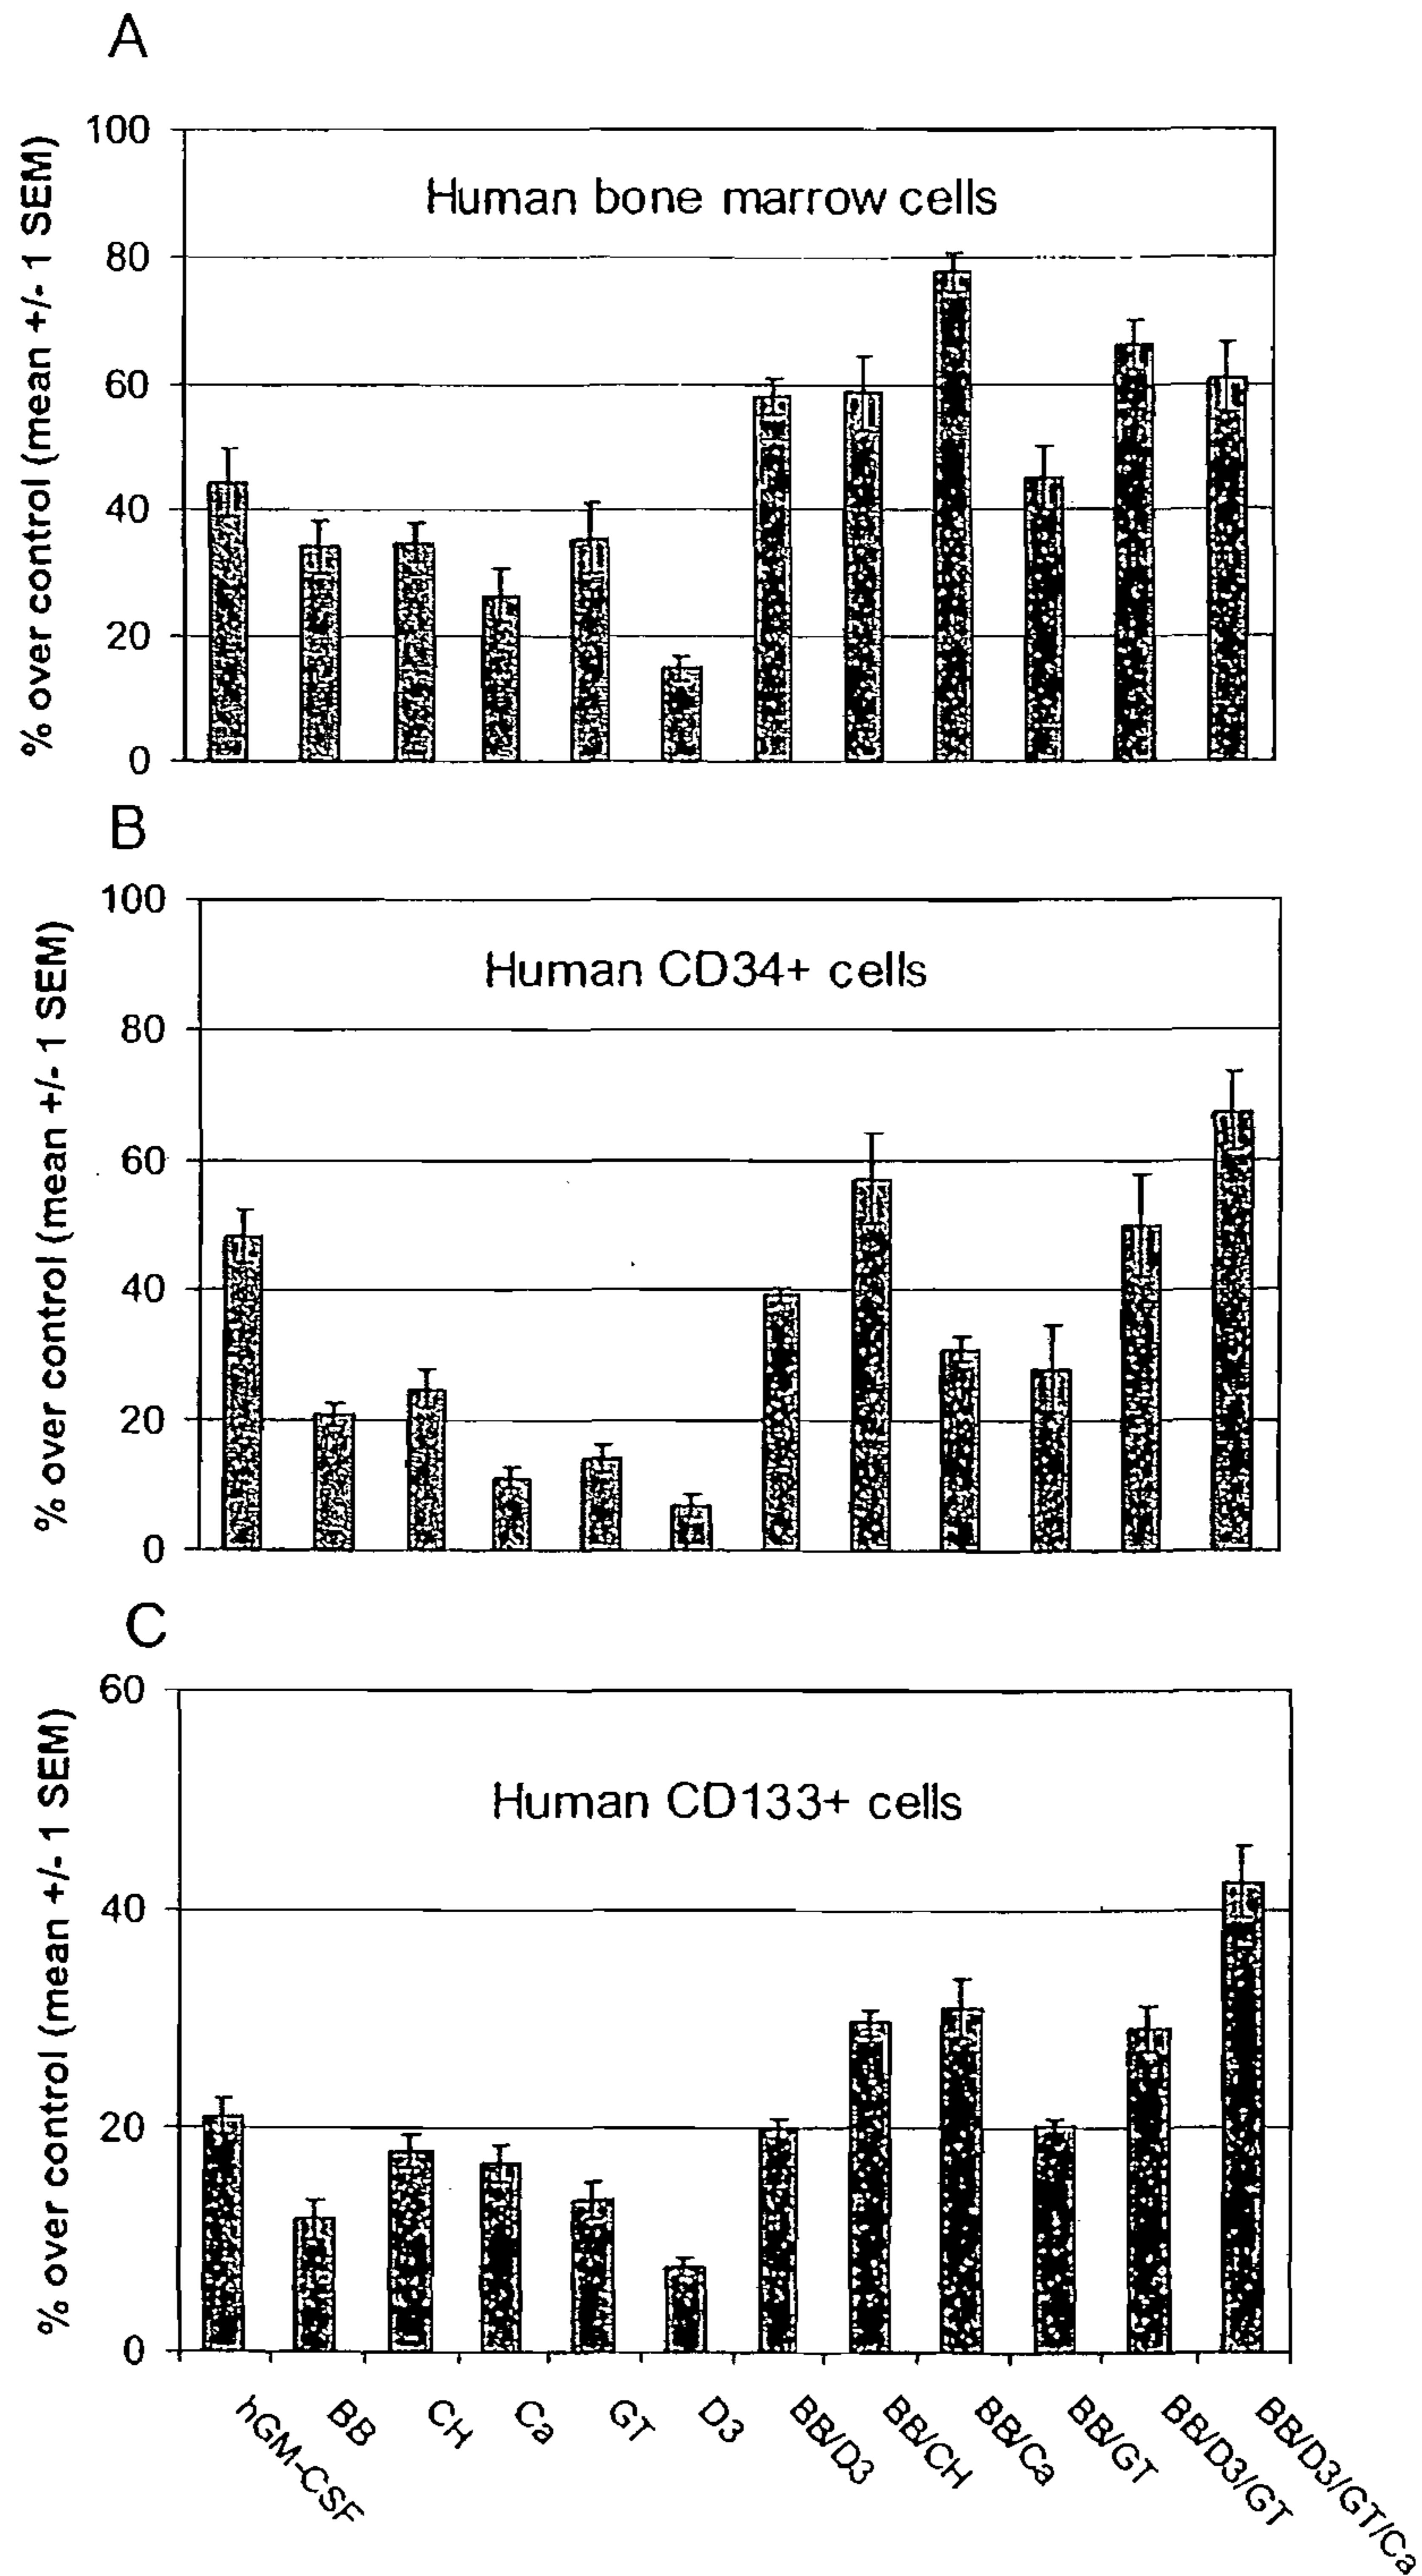 A
% over control (mean +/- 1 SEM)
Human bone marrow cells
100
80
60
40
20
0
B
% over control (mean +/- 1 SEM)
Human CD34+ cells
100
80
60
40
20
0
C
% over control (mean +/- 1 SEM)
Human CD133+ cells
60
40
20
0
hGM-CSF
BB
CH
Ca
GT
D3
BB/D3
BB/CH
BB/Ca
BB/GT
BB/D3/GT
BB/D3/GT/Ca